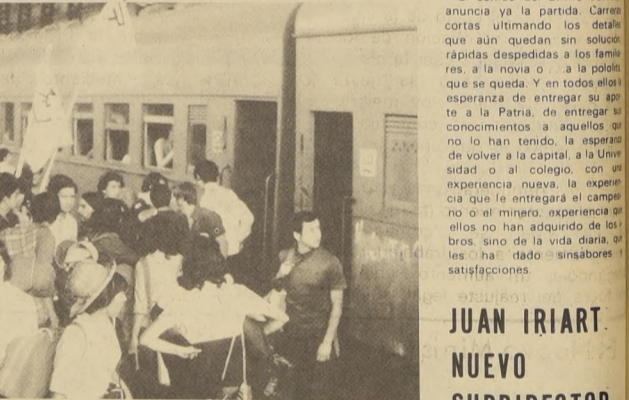 anuncia ya la partida. Carreras
cortas ultimando los detalles
que aún quedan sin solución
rápidas despedidas a los familia
res, a la novia o ... a la pololita
que se queda. Y en todos ellos la
esperanza de entregar su apor
te a la Patria, de entregar sus
conocimientos a aquellos que
no lo han tenido, la esperanza
de volver a la capital, a la Univer
sidad o al colegio, con una
experiencia nueva, la experien
cia que le entregará el campesi
no o el minero, experiencia que
ellos no han adquirido de los li
bros, sino de la vida diaria, que
les ha dado sinsabores y
satisfacciones.
JUAN IRIART
NUEVO
SUBDIRECTOR